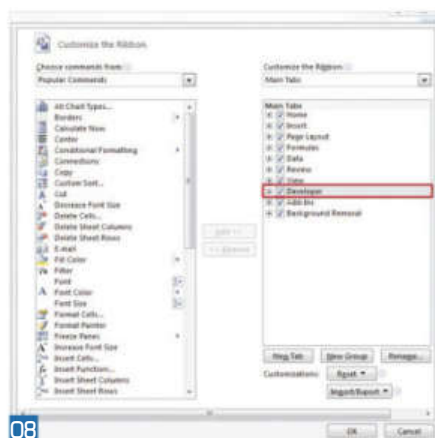 Customize the Ribbon
Choose commands from:
Popular Commands
All Chart Types...
Borders
Calculate Now
Center
Conditional Formatting
Connections
Copy
Custom Sort...
Cut
Decrease Font Size
Delete Cells...
Delete Sheet Columns
Delete Sheet Rows
E-mail
Fill Color
Filter
Font
Font Color
Font Size
Format Cells...
Format Painter
Freeze Panes
Increase Font Size
Insert Cells...
Insert Function...
Insert Sheet Columns
Insert Sheet Rows
Add >>
<< Remove
Customize the Ribbon:
Main Tabs
Main Tabs
Home
Insert
Page Layout
Formulas
Data
Review
View
Developer
Add-Ins
Background Removal
New Tab
New Group
Rename...
Customizations:
Reset
Import/Export
08
OK
Cancel